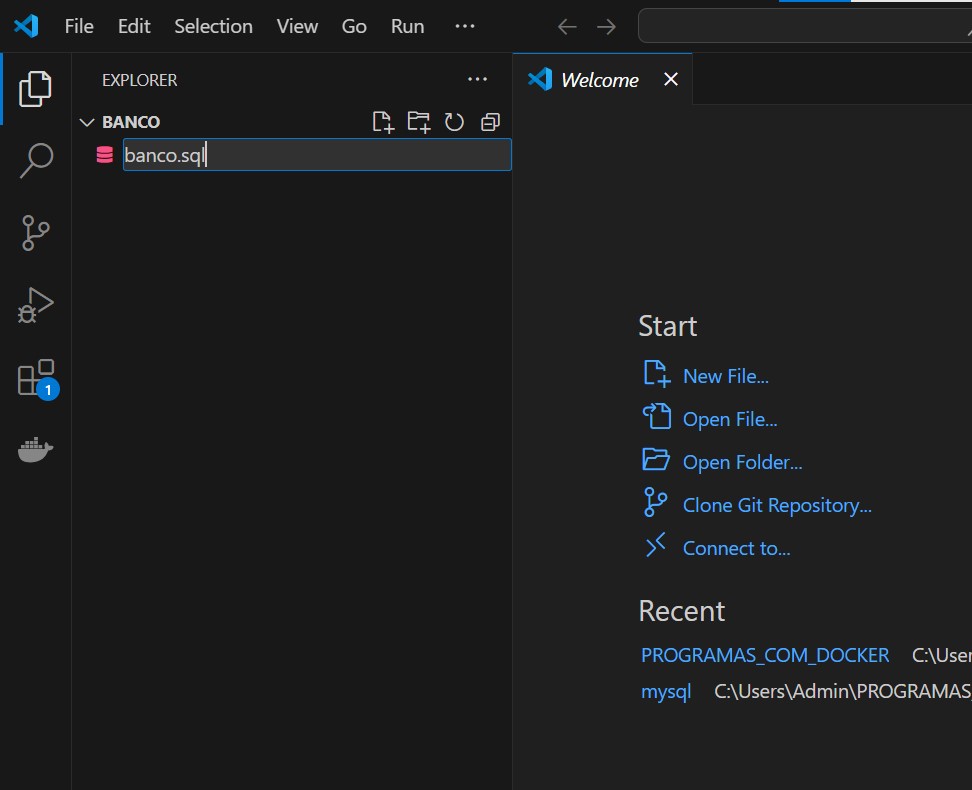 File Edit Selection View Go Run ···
EXPLORER ···
Welcome
BANCO
banco.sql
1
Start
New File...
Open File...
Open Folder...
Clone Git Repository...
Connect to...
Recent
PROGRAMAS_COM_DOCKER C:\User
mysql C:\Users\Admin\PROGRAMAS_